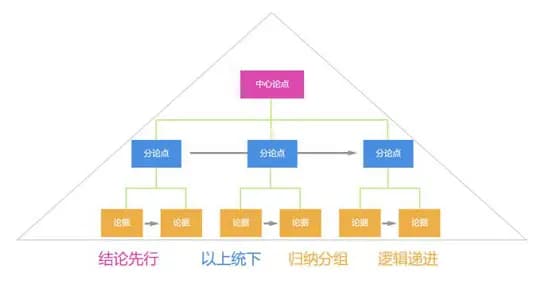 中心论点
分论点 分论点 分论点
论据 论据 论据 论据 论据 论据
结论先行 以上统下 归纳分组 逻辑递进